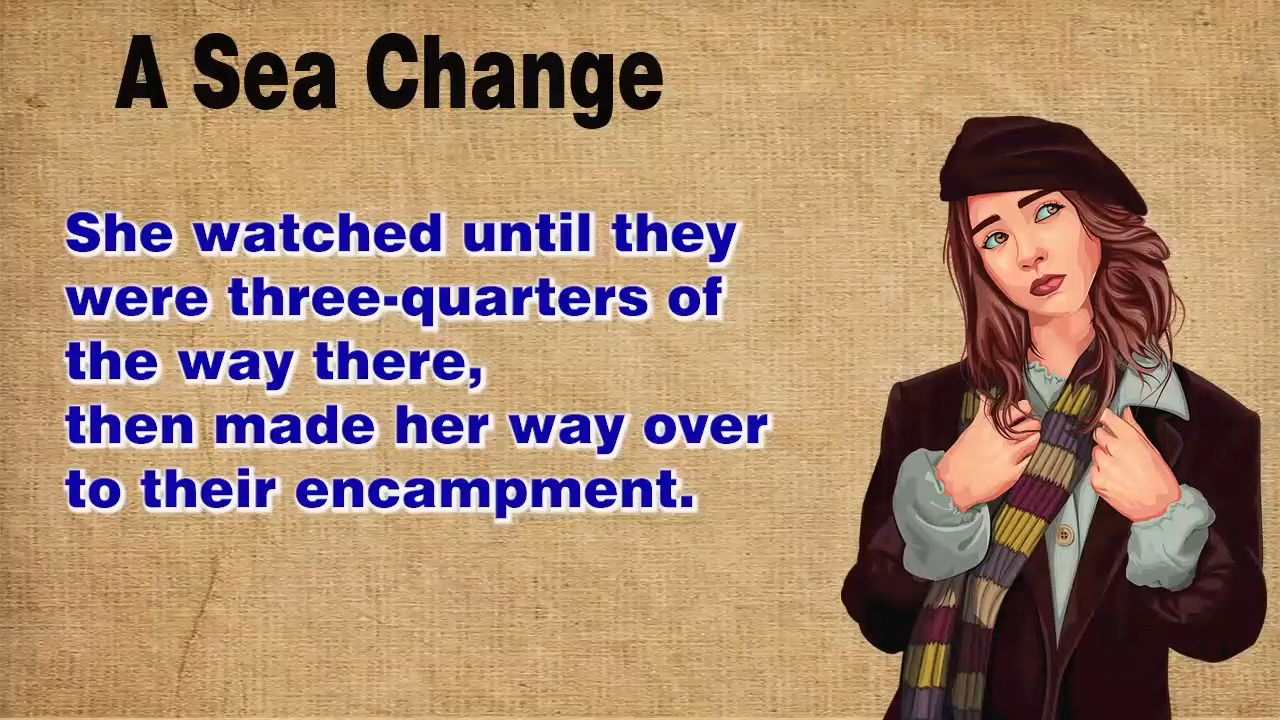 A Sea Change
She watched until they
were three-quarters of
the way there,
then made her way over
to their encampment.